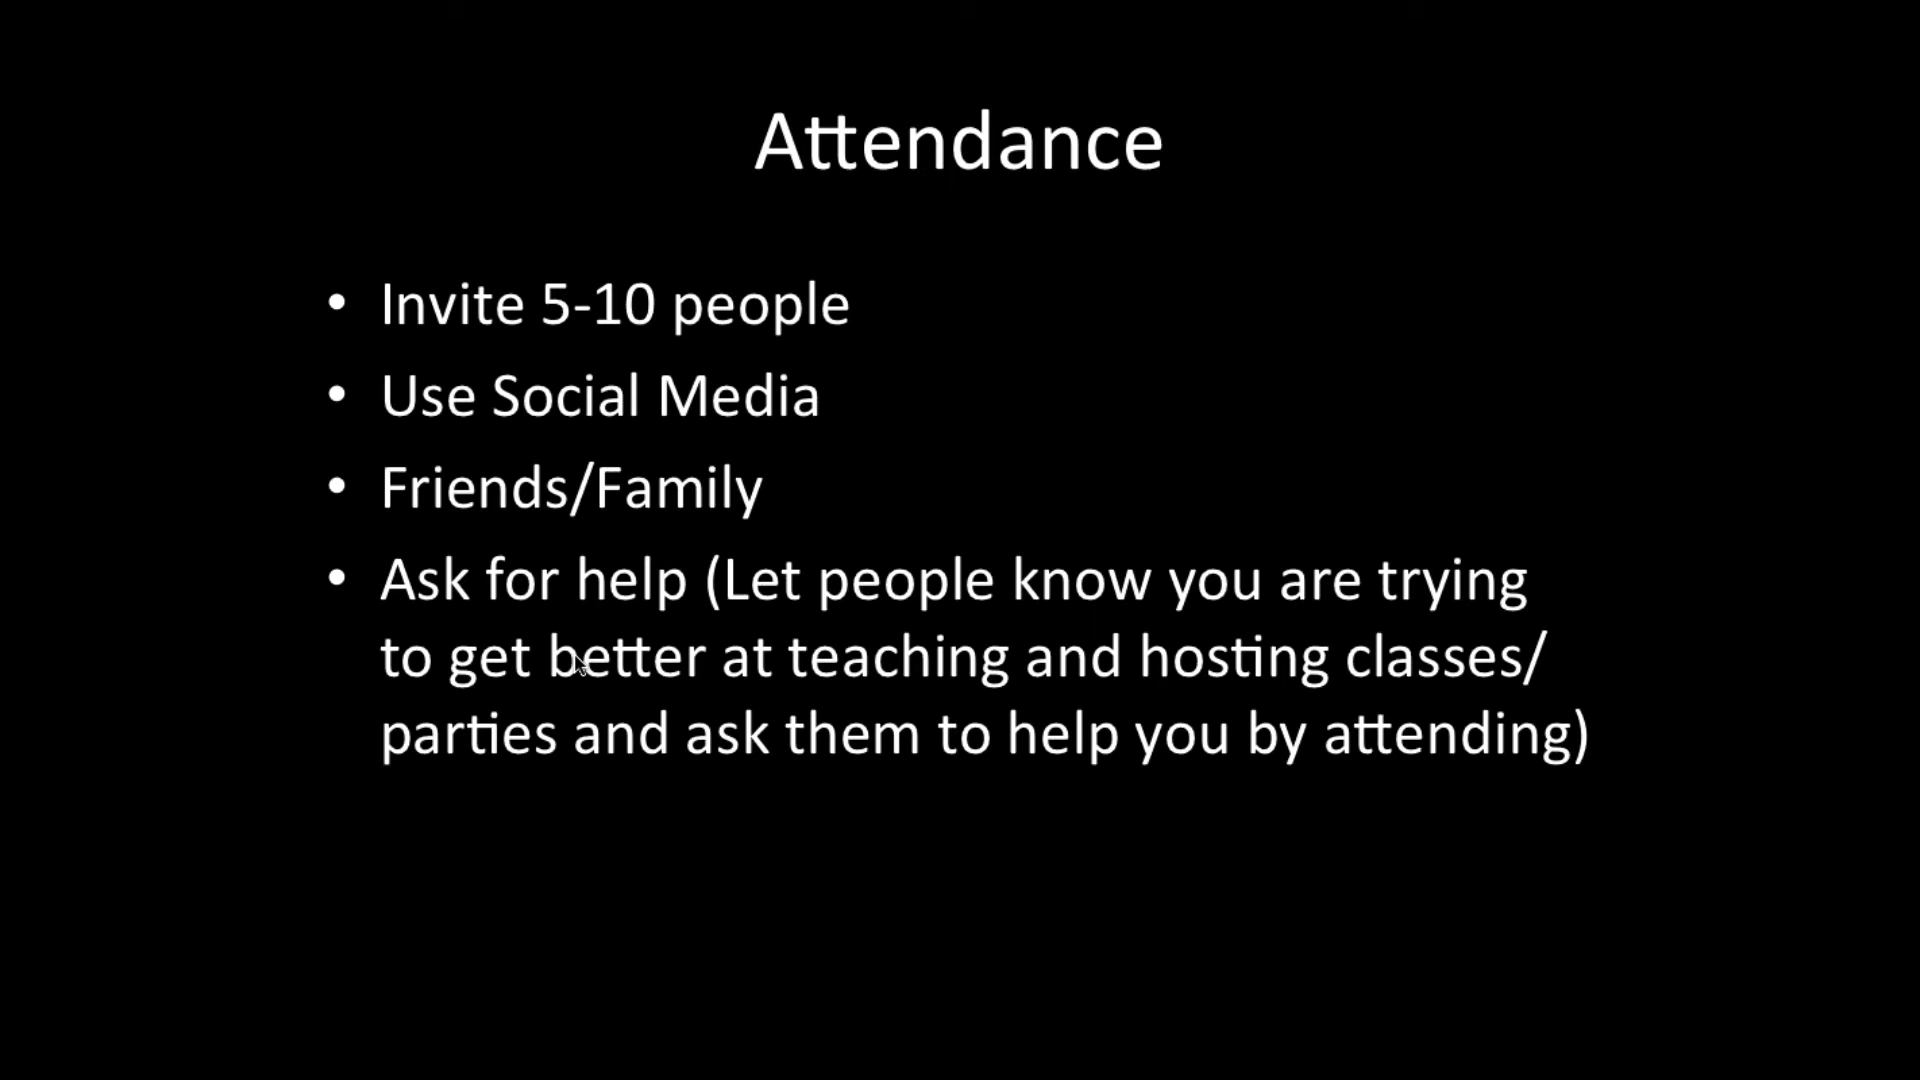 Attendance
• Invite 5-10 people
• Use Social Media
• Friends/Family
• Ask for help (Let people know you are trying
to get better at teaching and hosting classes/
parties and ask them to help you by attending)